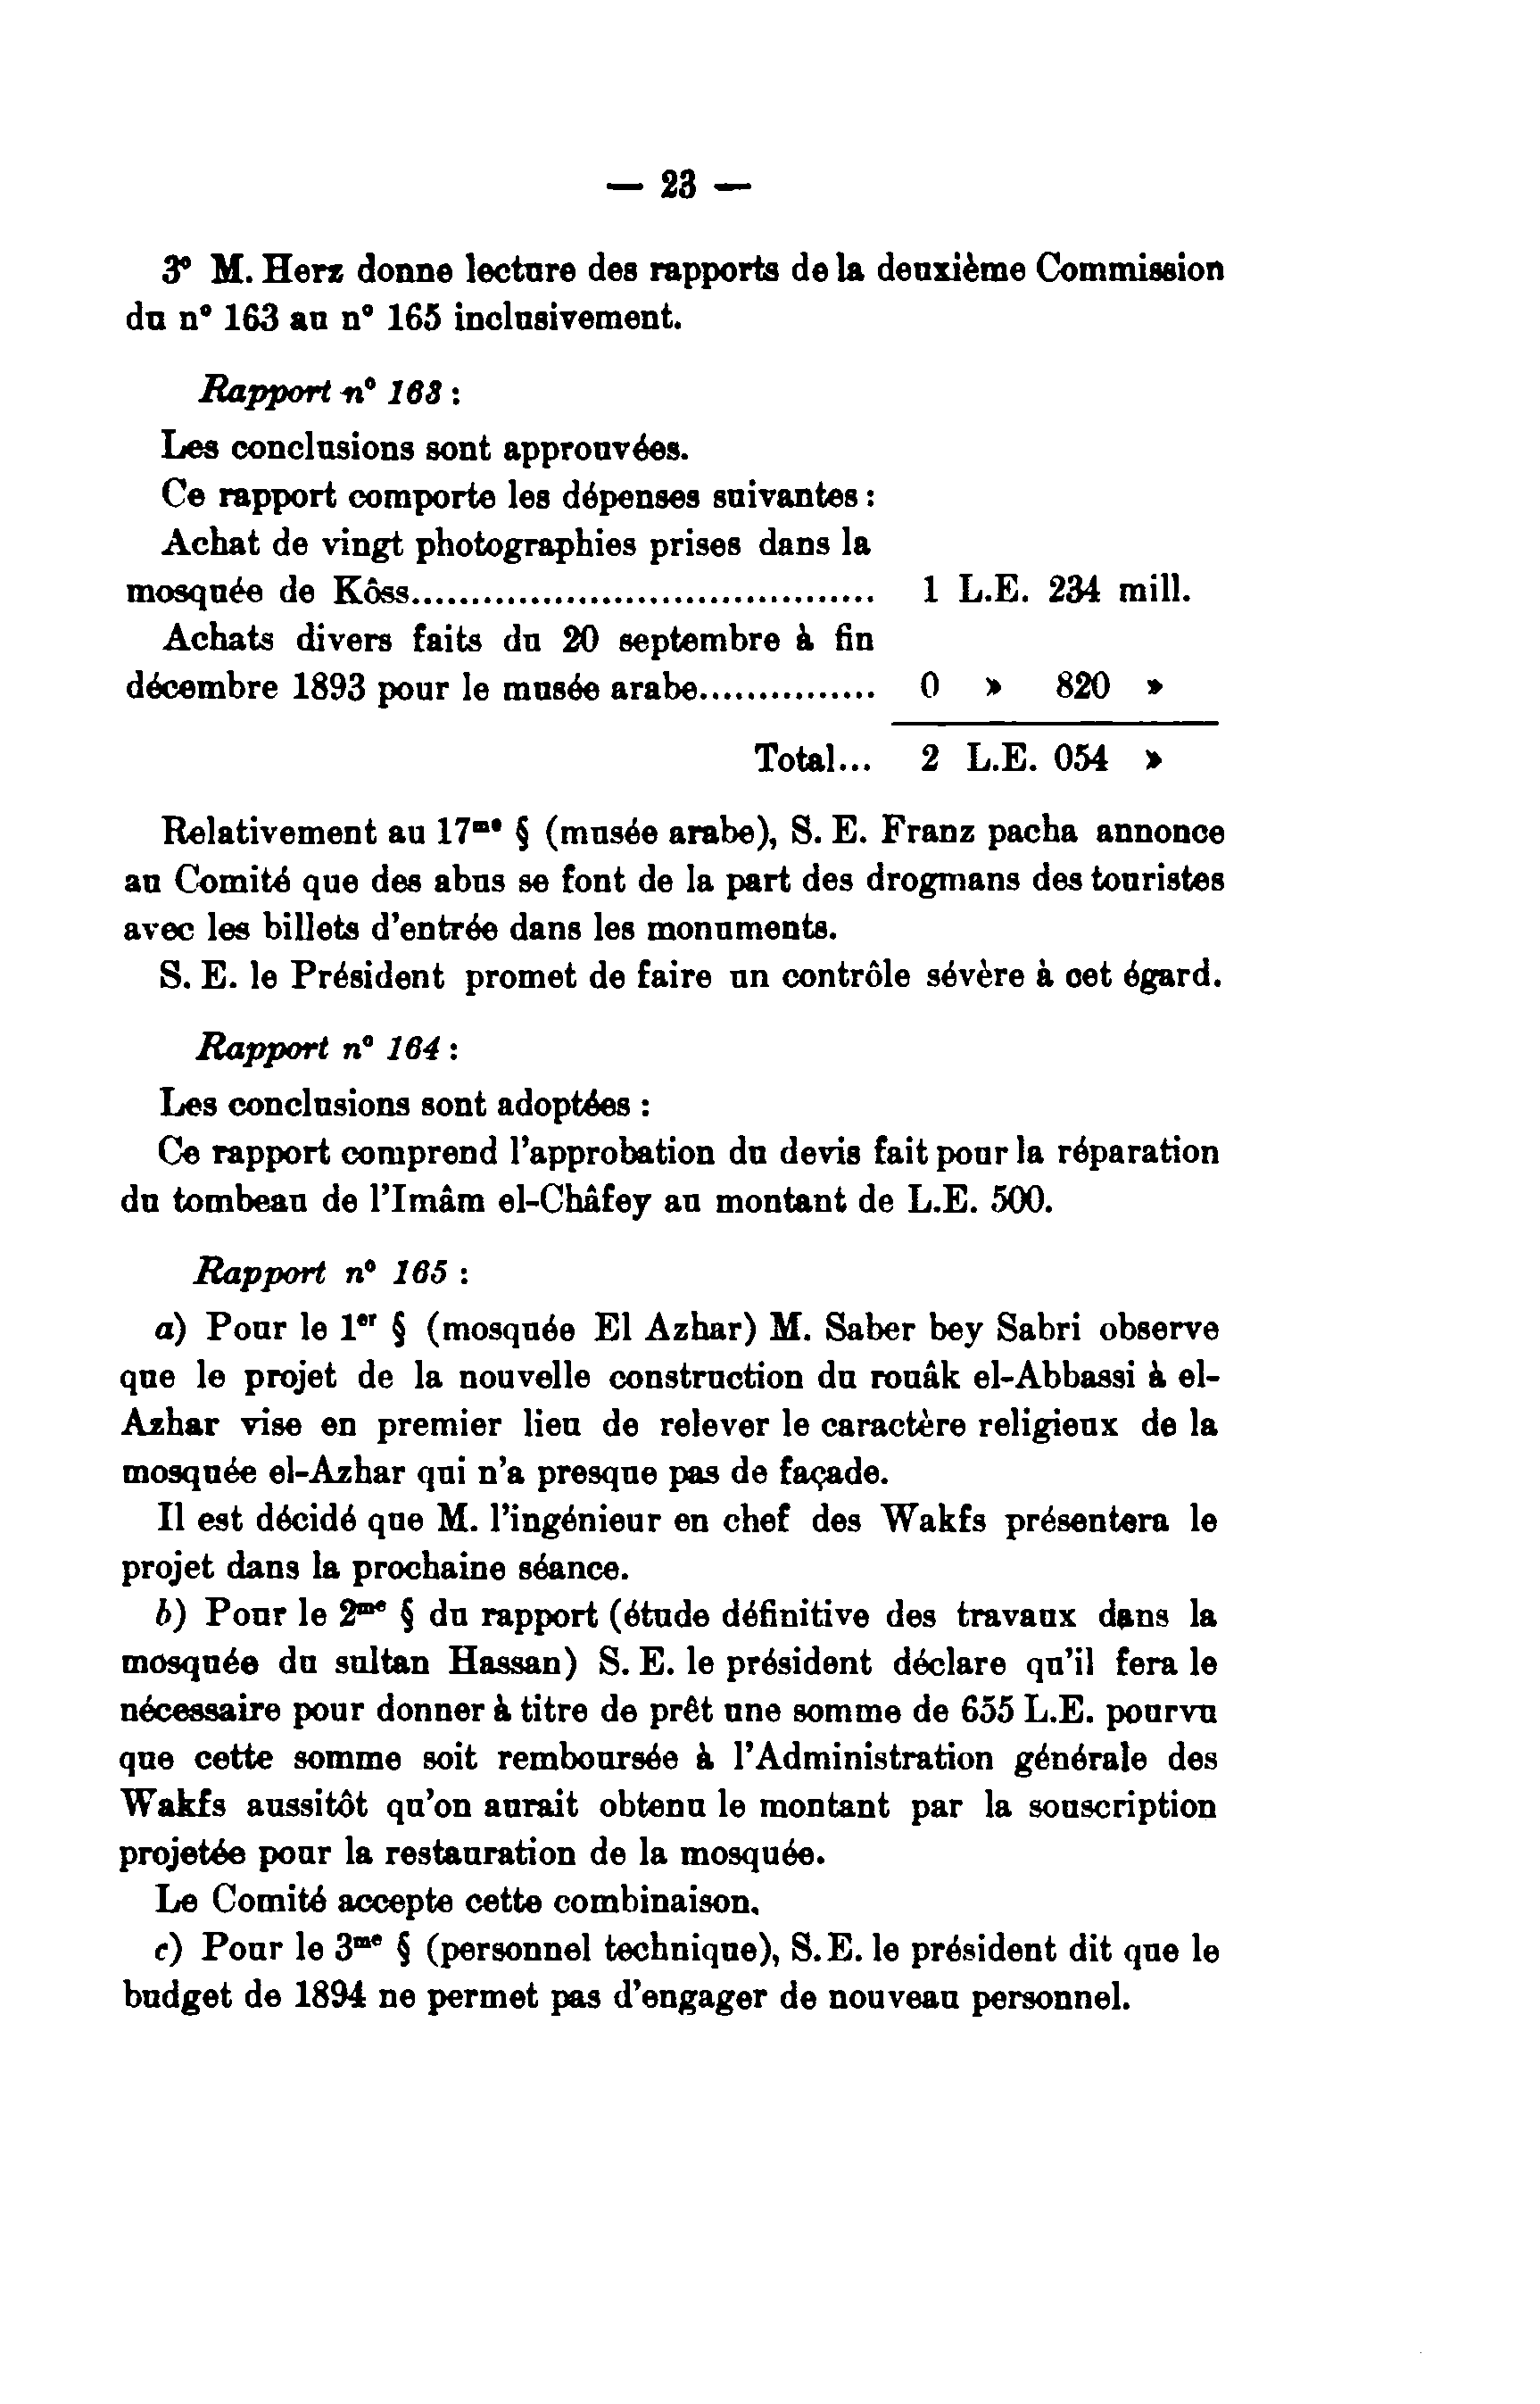 — 23 —
3° M. Herz donne lecture des rapports de la deuxième Commission
du n° 163 au n° 165 inclusivement.
Rapport n° 163 :
Les conclusions sont approuvées.
Ce rapport comporte les dépenses suivantes :
Achat de vingt photographies prises dans la
mosquée de Kôss...................................... 1 L.E. 234 mill.
Achats divers faits du 20 septembre à fin
décembre 1893 pour le musée arabe............... 0 » 820 »
Total... 2 L.E. 054 »
Relativement au 17me § (musée arabe), S. E. Franz pacha annonce
au Comité que des abus se font de la part des drogmans des touristes
avec les billets d'entrée dans les monuments.
S. E. le Président promet de faire un contrôle sévère à cet égard.
Rapport n° 164 :
Les conclusions sont adoptées :
Ce rapport comprend l'approbation du devis fait pour la réparation
du tombeau de l'Imâm el-Châfey au montant de L.E. 500.
Rapport n° 165 :
a) Pour le 1er § (mosquée El Azhar) M. Saber bey Sabri observe
que le projet de la nouvelle construction du rouâk el-Abbassi à el-
Azhar vise en premier lieu de relever le caractère religieux de la
mosquée el-Azhar qui n'a presque pas de façade.
Il est décidé que M. l'ingénieur en chef des Wakfs présentera le
projet dans la prochaine séance.
b) Pour le 2me § du rapport (étude définitive des travaux dans la
mosquée du sultan Hassan) S. E. le président déclare qu'il fera le
nécessaire pour donner à titre de prêt une somme de 655 L.E. pourvu
que cette somme soit remboursée à l'Administration générale des
Wakfs aussitôt qu'on aurait obtenu le montant par la souscription
projetée pour la restauration de la mosquée.
Le Comité accepte cette combinaison.
c) Pour le 3me § (personnel technique), S. E. le président dit que le
budget de 1894 ne permet pas d'engager de nouveau personnel.